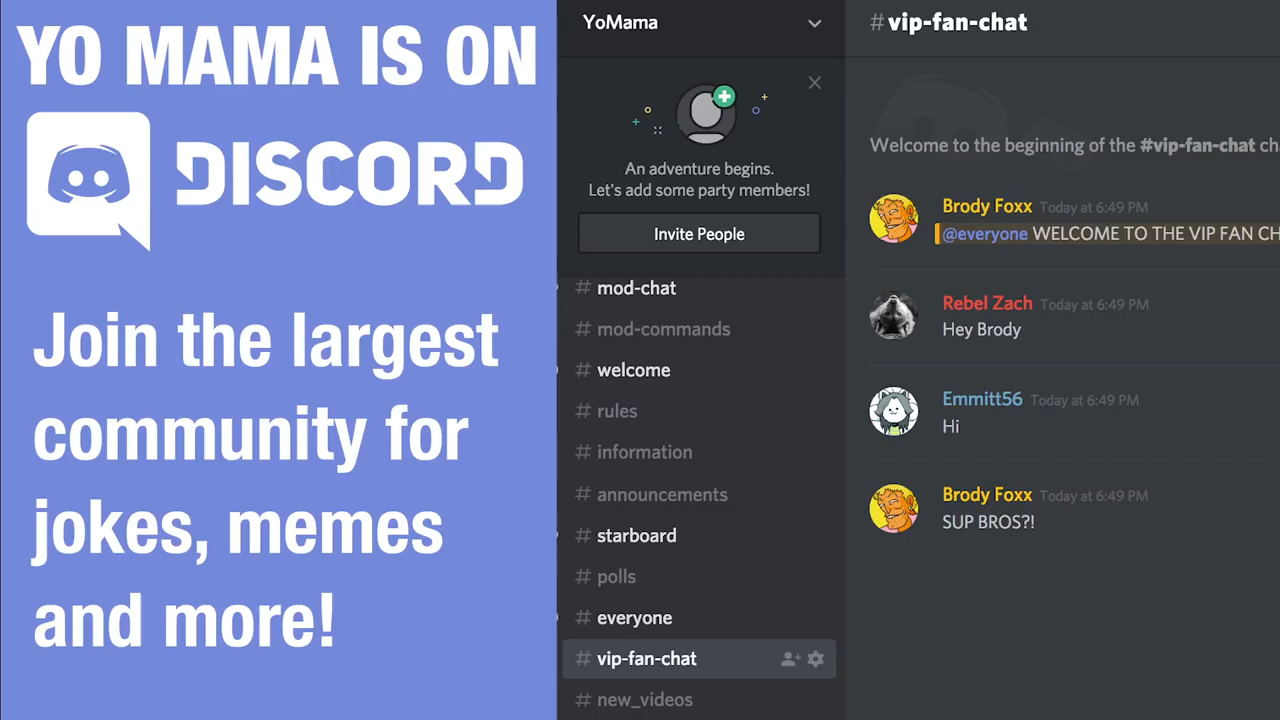 YO MAMA IS ON
DISCORD
Join the largest
community for
jokes, memes
and more!
YoMama
An adventure begins.
Let's add some party members!
Invite People
# mod-chat
# mod-commands
# welcome
# rules
# information
# announcements
# starboard
# polls
# everyone
# vip-fan-chat
# new_videos
#vip-fan-chat
Welcome to the beginning of the #vip-fan-chat cha
Brody Foxx Today at 6:49 PM
@everyone WELCOME TO THE VIP FAN CH
Rebel Zach Today at 6:49 PM
Hey Brody
Emmitt56 Today at 6:49 PM
Hi
Brody Foxx Today at 6:49 PM
SUP BROS?!